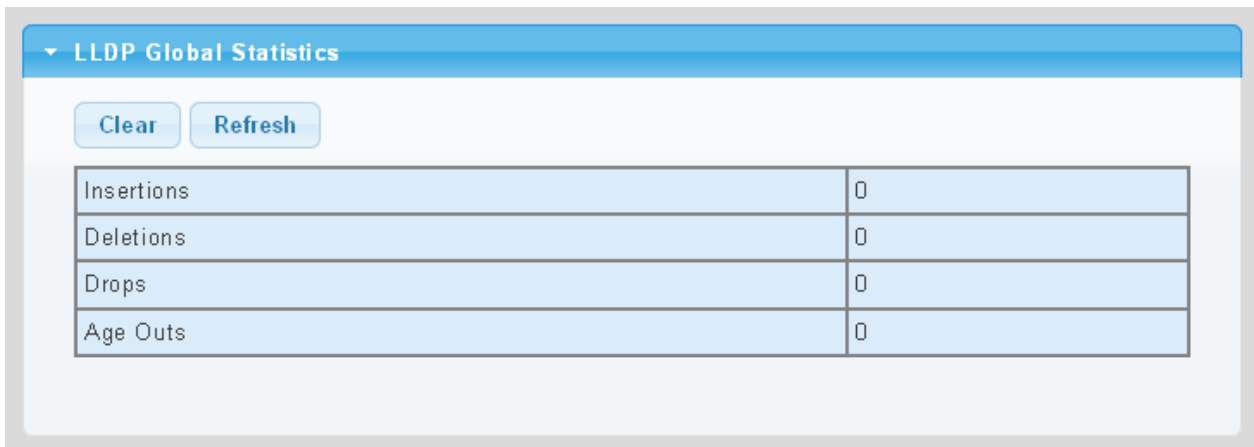 LLDP Global Statistics
Clear Refresh
Insertions 0
Deletions 0
Drops 0
Age Outs 0